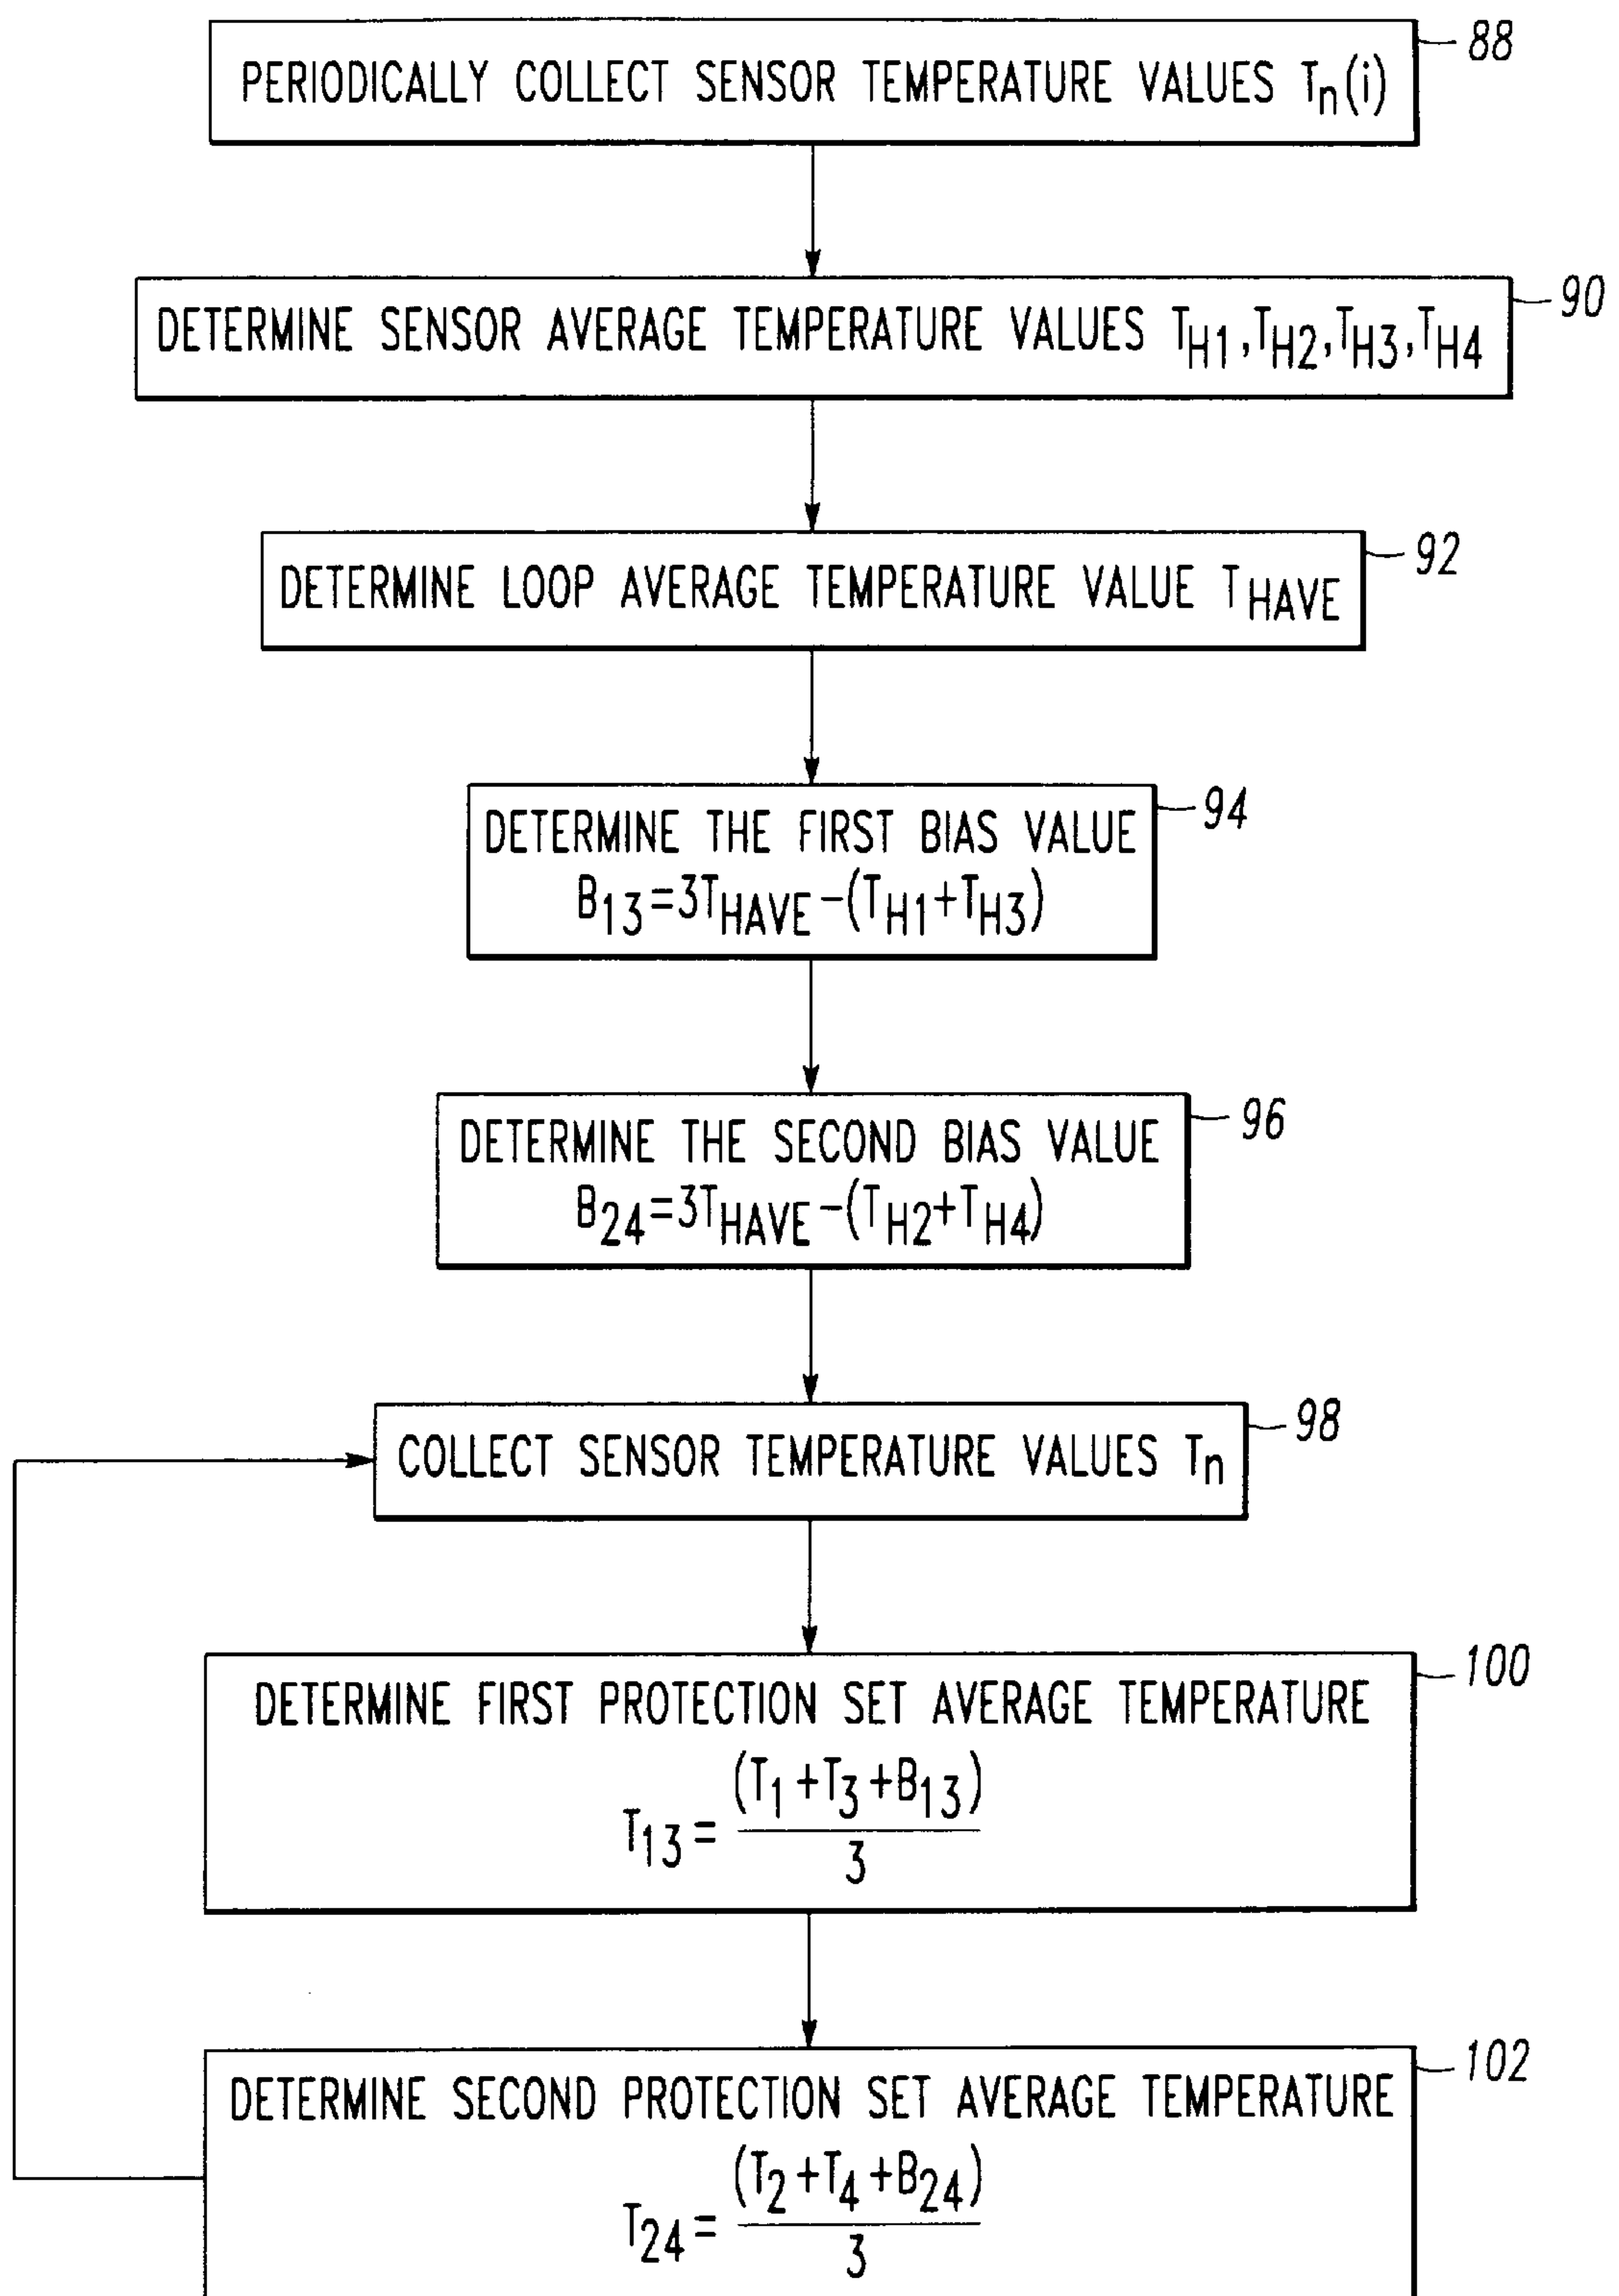 88
PERIODICALLY COLLECT SENSOR TEMPERATURE VALUES Tn(i)
90
DETERMINE SENSOR AVERAGE TEMPERATURE VALUES TH1,TH2,TH3,TH4
92
DETERMINE LOOP AVERAGE TEMPERATURE VALUE THAVE
94
DETERMINE THE FIRST BIAS VALUE
B13=3THAVE-(TH1+TH3)
96
DETERMINE THE SECOND BIAS VALUE
B24=3THAVE-(TH2+TH4)
98
COLLECT SENSOR TEMPERATURE VALUES Tn
100
DETERMINE FIRST PROTECTION SET AVERAGE TEMPERATURE
(T1+T3+B13)
T13=
3
102
DETERMINE SECOND PROTECTION SET AVERAGE TEMPERATURE
(T2+T4+B24)
T24=
3